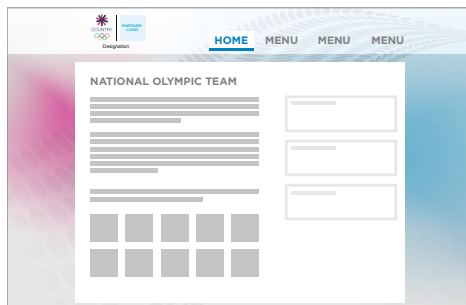 COUNTRY
PARTNER
LOGO
Designation
HOME MENU MENU MENU
NATIONAL OLYMPIC TEAM